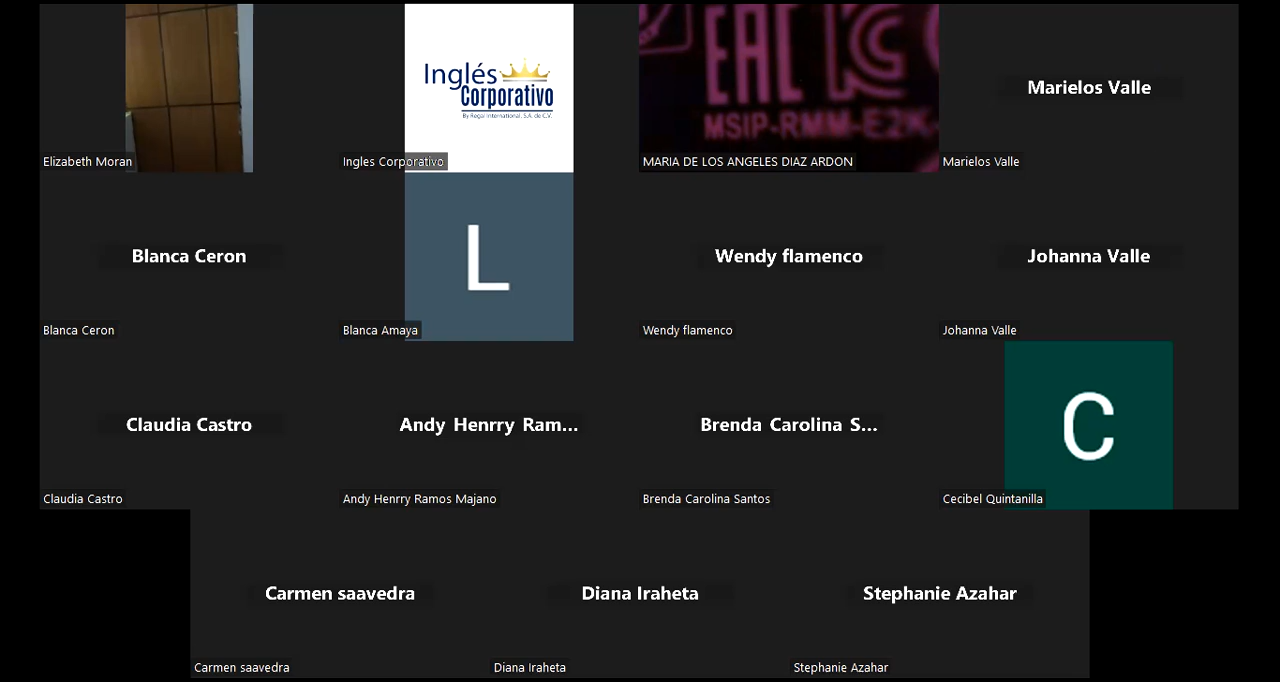 Inglés
Corporativo
By Regal International, S.A. de C.V.
EAC
MSIP-RMM-E2K-
Marielos Valle
Elizabeth Moran
Ingles Corporativo
MARIA DE LOS ANGELES DIAZ ARDON
Marielos Valle
Blanca Ceron
L
Wendy flamenco
Johanna Valle
Blanca Ceron
Blanca Amaya
Wendy flamenco
Johanna Valle
Claudia Castro
Andy Henrry Ram...
Brenda Carolina S...
C
Claudia Castro
Andy Henrry Ramos Majano
Brenda Carolina Santos
Cecibel Quintanilla
Carmen saavedra
Diana Iraheta
Stephanie Azahar
Carmen saavedra
Diana Iraheta
Stephanie Azahar